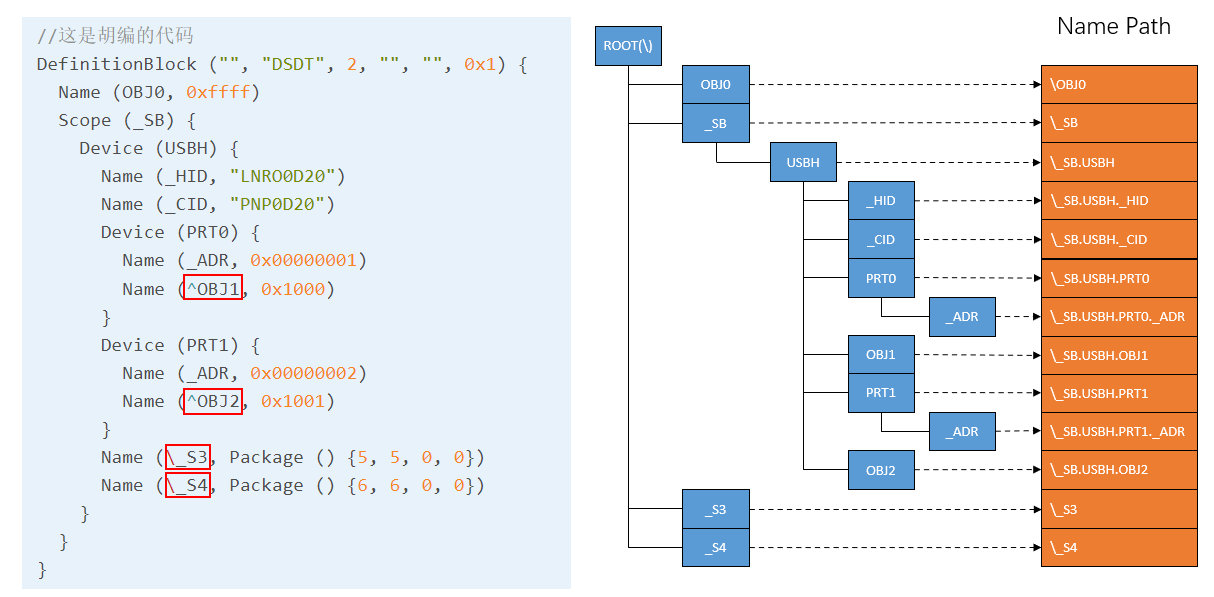 //这是胡编的代码
DefinitionBlock ("", "DSDT", 2, "", "", 0x1) {
Name (OBJ0, 0xffff)
Scope (_SB) {
Device (USBH) {
Name (_HID, "LNRO0D20")
Name (_CID, "PNP0D20")
Device (PRT0) {
Name (_ADR, 0x00000001)
Name (^OBJ1, 0x1000)
}
Device (PRT1) {
Name (_ADR, 0x00000002)
Name (^OBJ2, 0x1001)
}
Name (\_S3, Package () {5, 5, 0, 0})
Name (\_S4, Package () {6, 6, 0, 0})
}
}
}
Name Path
ROOT(\)
OBJ0
\OBJ0
_SB
\_SB
USBH
\_SB.USBH
_HID
\_SB.USBH._HID
_CID
\_SB.USBH._CID
PRT0
\_SB.USBH.PRT0
_ADR
\_SB.USBH.PRT0._ADR
OBJ1
\_SB.USBH.OBJ1
PRT1
\_SB.USBH.PRT1
_ADR
\_SB.USBH.PRT1._ADR
OBJ2
\_SB.USBH.OBJ2
_S3
\_S3
_S4
\_S4